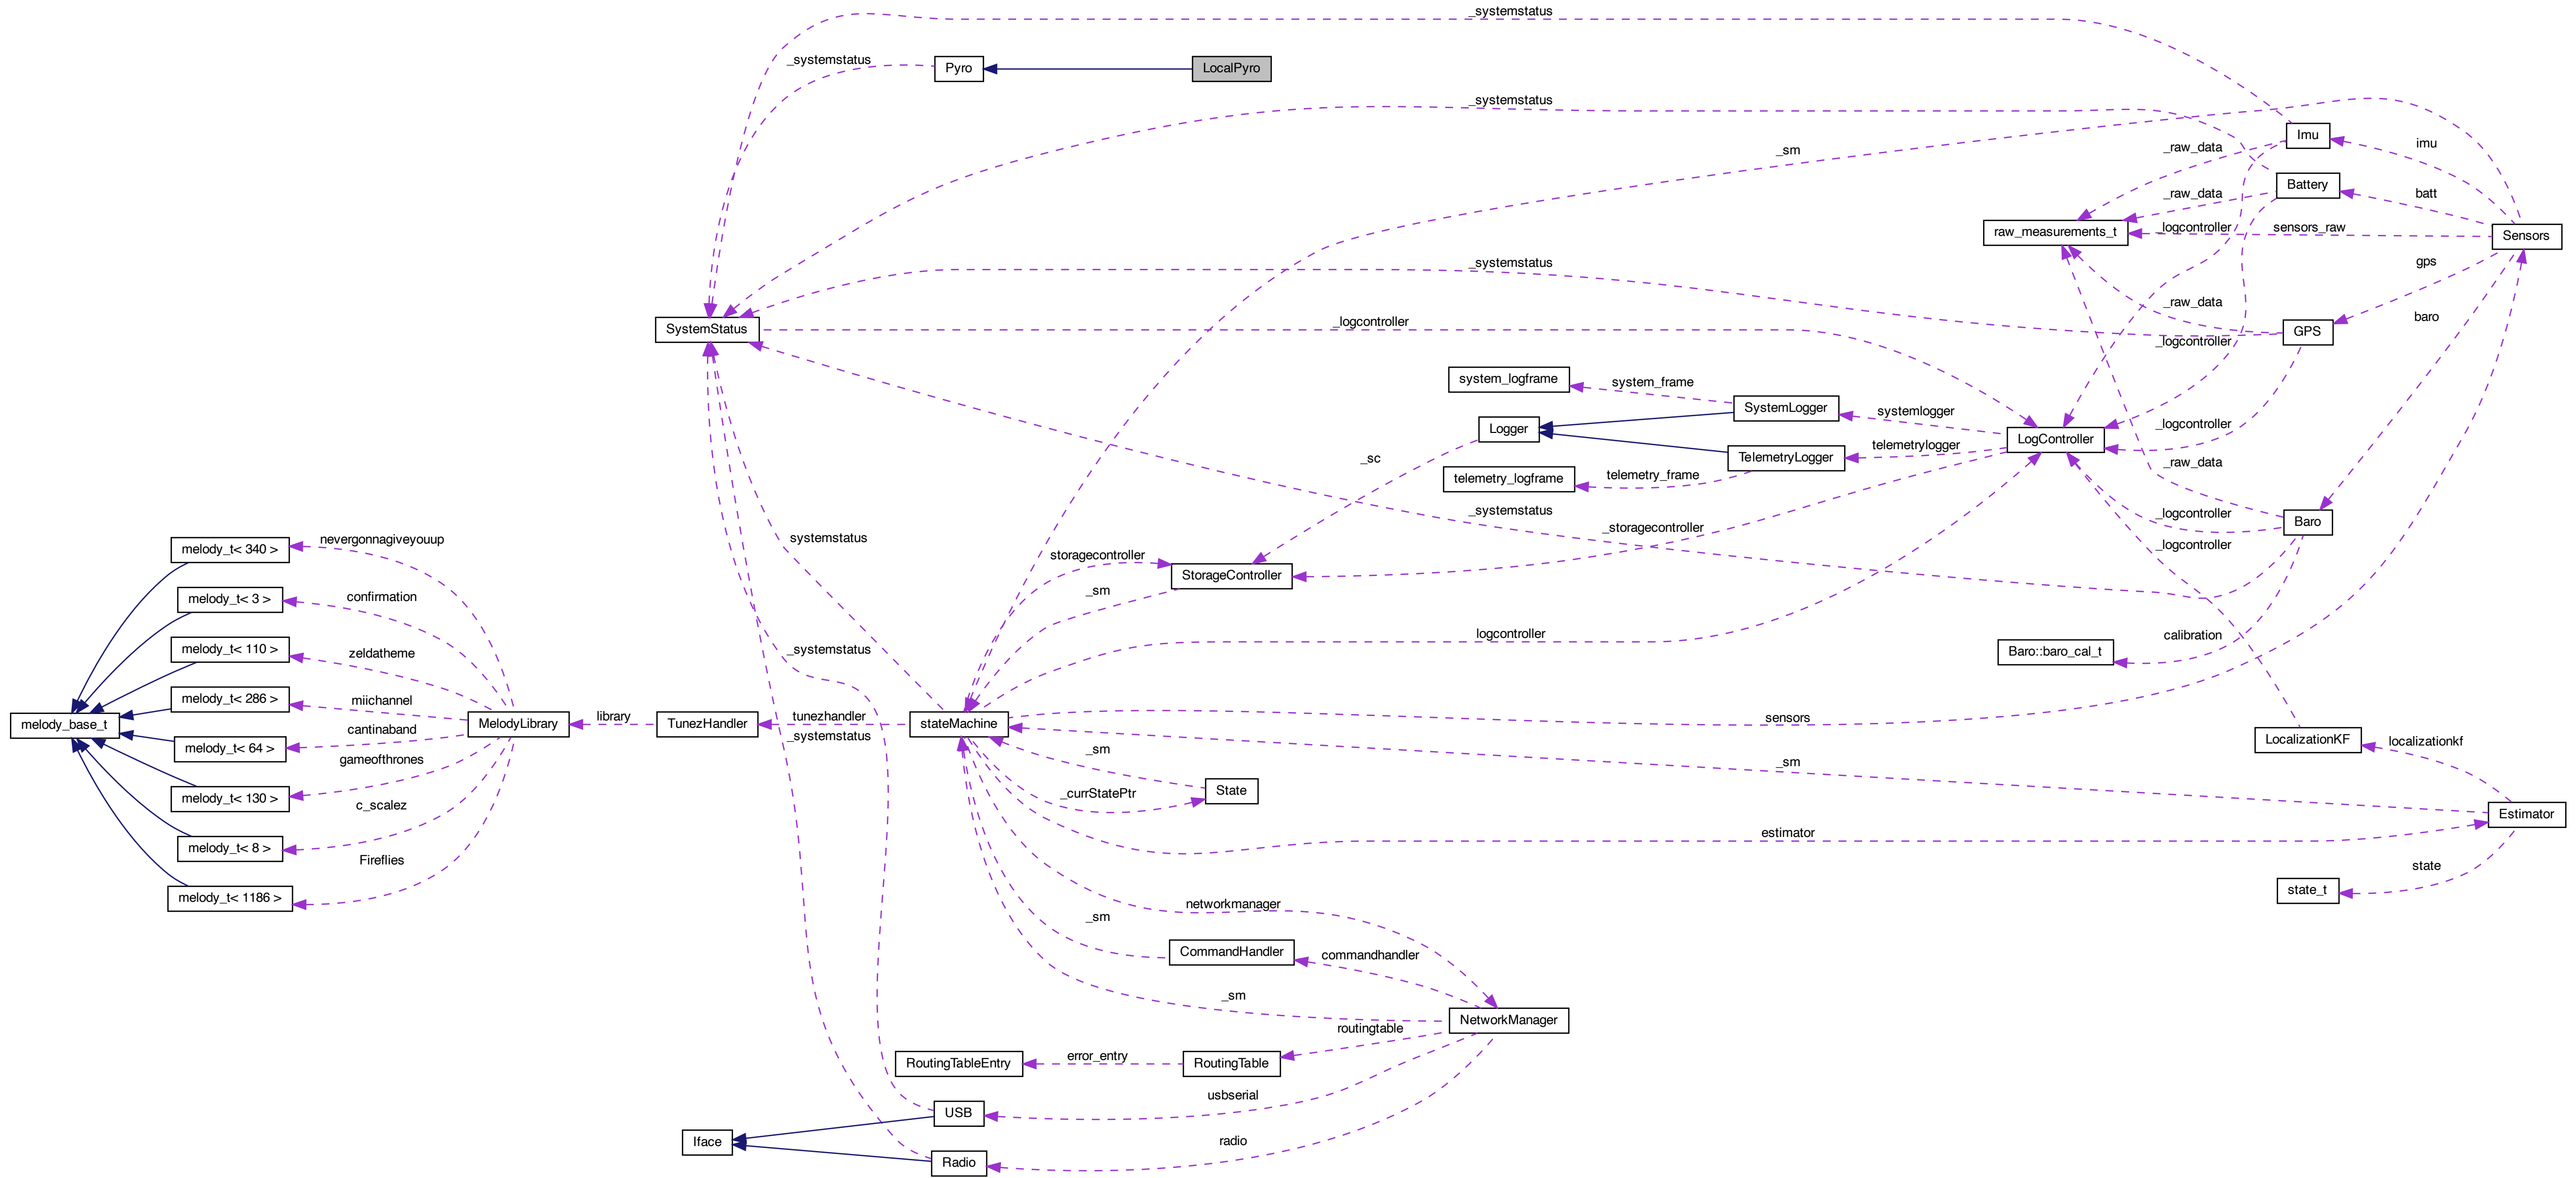 _systemstatus
_systemstatus
Pyro
LocalPyro
_systemstatus
Imu
imu
_sm
_raw_data
Battery
batt
_raw_data
raw_measurements_t
_logcontroller
sensors_raw
Sensors
_systemstatus
gps
_raw_data
SystemStatus
_logcontroller
GPS
baro
_logcontroller
system_logframe
system_frame
SystemLogger
systemlogger
Logger
_logcontroller
LogController
telemetrylogger
TelemetryLogger
_sc
_raw_data
telemetry_frame
telemetry_logframe
_systemstatus
_logcontroller
Baro
_storagecontroller
systemstatus
nevergonnagiveyouup
melody_t< 340 >
_logcontroller
storagecontroller
StorageController
_sm
confirmation
melody_t< 3 >
logcontroller
calibration
Baro::baro_cal_t
_systemstatus
zeldatheme
melody_t< 110 >
miichannel
melody_t< 286 >
melody_base_t
MelodyLibrary
library
TunezHandler
tunezhandler
stateMachine
sensors
cantinaband
melody_t< 64 >
_systemstatus
_sm
LocalizationKF
localizationkf
gameofthrones
_sm
melody_t< 130 >
_currStatePtr
State
c_scalez
Estimator
estimator
melody_t< 8 >
Fireflies
state
state_t
melody_t< 1186 >
networkmanager
_sm
CommandHandler
commandhandler
_sm
NetworkManager
routingtable
RoutingTableEntry
error_entry
RoutingTable
usbserial
USB
Iface
radio
Radio